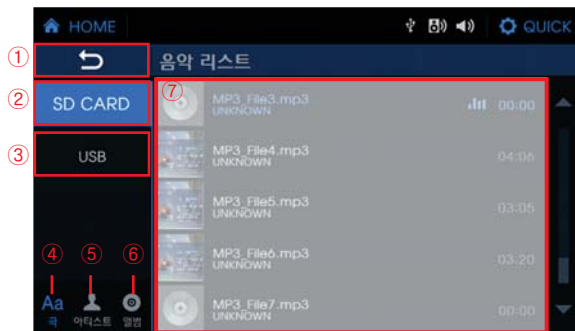 HOME
QUICK
① 음악 리스트
② SD CARD
③ USB
⑦
MP3_File3.mp3 00:00
UNKNOWN
MP3_File4.mp3 04:06
UNKNOWN
MP3_File5.mp3 03:05
UNKNOWN
MP3_File6.mp3 03:20
UNKNOWN
MP3_File7.mp3 00:00
UNKNOWN
④ ⑤ ⑥
Aa
곡 아티스트 앨범